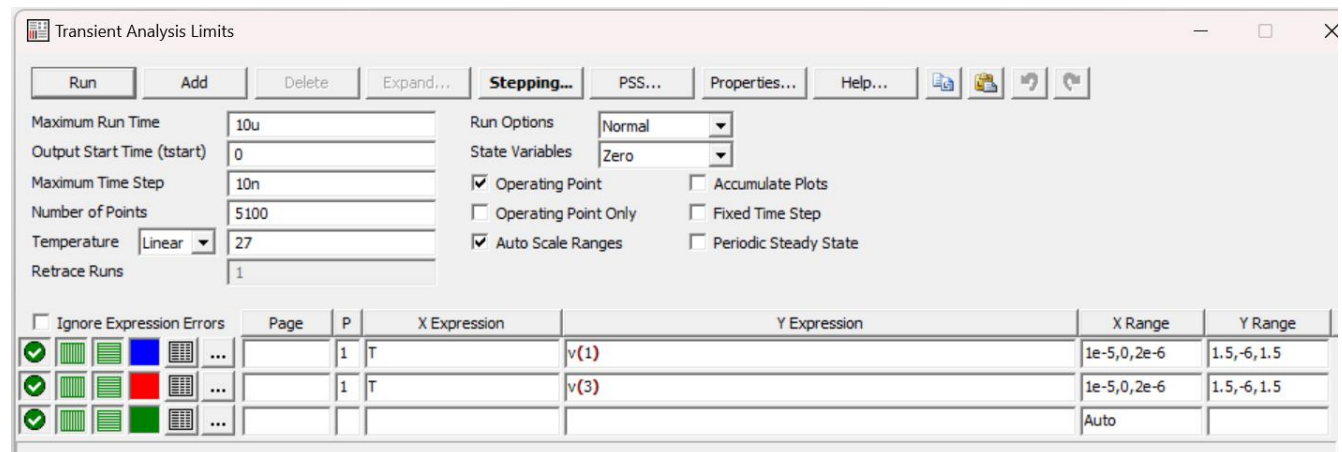 Transient Analysis Limits
Run Add Delete Expand... Stepping... PSS... Properties... Help...
Maximum Run Time 10u Run Options Normal
Output Start Time (tstart) 0 State Variables Zero
Maximum Time Step 10n Operating Point Accumulate Plots
Number of Points 5100 Operating Point Only Fixed Time Step
Temperature Linear 27 Auto Scale Ranges Periodic Steady State
Retrace Runs 1
Ignore Expression Errors Page P X Expression Y Expression X Range Y Range
... 1 T v(1) 1e-5,0,2e-6 1.5,-6,1.5
... 1 T v(3) 1e-5,0,2e-6 1.5,-6,1.5
... Auto